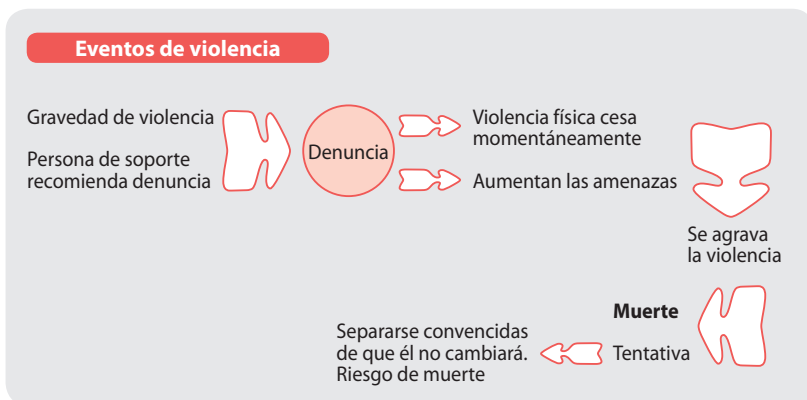 Eventos de violencia
Gravedad de violencia
Persona de soporte
recomienda denuncia
Denuncia
Violencia física cesa
momentáneamente
Aumentan las amenazas
Se agrava
la violencia
Muerte
Tentativa
Separarse convencidas
de que él no cambiará.
Riesgo de muerte